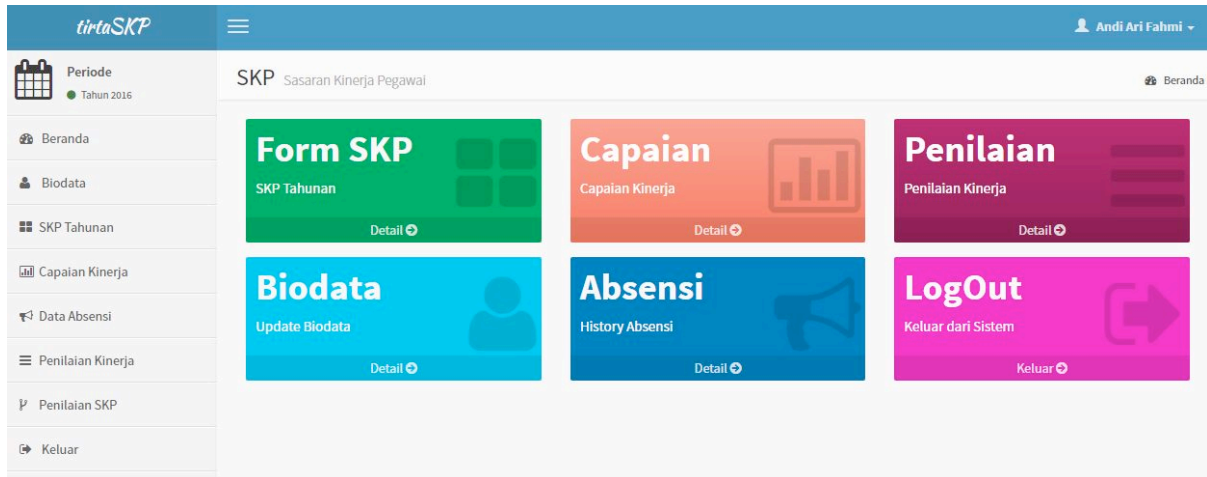 tirtaSKP
Andi Ari Fahmi
Periode
Tahun 2016
Beranda
Biodata
SKP Tahunan
Capaian Kinerja
Data Absensi
Penilaian Kinerja
Penilaian SKP
Keluar
SKP Sasaran Kinerja Pegawai
Beranda
Form SKP
SKP Tahunan
Detail
Capaian
Capaian Kinerja
Detail
Penilaian
Penilaian Kinerja
Detail
Biodata
Update Biodata
Detail
Absensi
History Absensi
Detail
LogOut
Keluar dari Sistem
Keluar